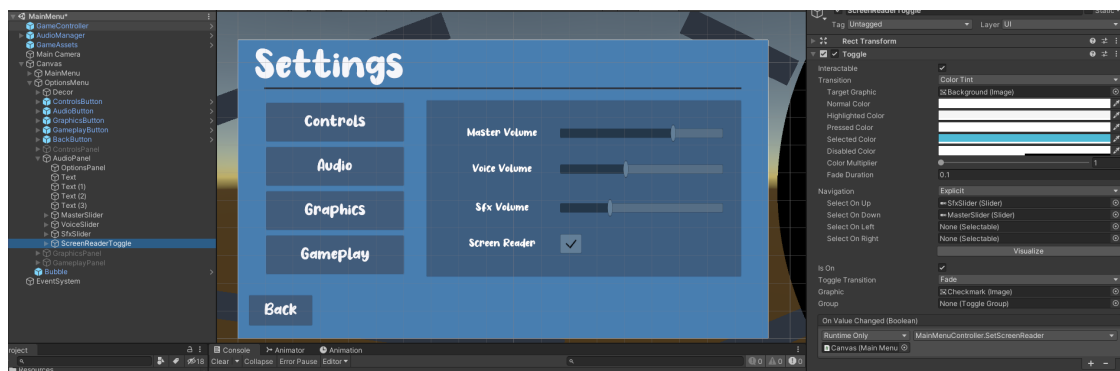 MainMenu*
GameController
AudioManager
GameAssets
Main Camera
Canvas
MainMenu
OptionsMenu
Decor
ControlsButton
AudioButton
GraphicsButton
GameplayButton
BackButton
ControlsPanel
AudioPanel
OptionsPanel
Text
Text (1)
Text (2)
Text (3)
MasterSlider
VoiceSlider
SfxSlider
ScreenReaderToggle
GraphicsPanel
GameplayPanel
Bubble
EventSystem
Settings
Controls
Audio
Graphics
Gameplay
Back
Master Volume
Voice Volume
Sfx Volume
Screen Reader
roject
18
Resources
Console Animator Animation
Clear Collapse Error Pause Editor
0 0 0
ScreenReaderToggle Static
Tag Untagged Layer UI
Rect Transform
Toggle
Interactable
Transition Color Tint
Target Graphic Background (Image)
Normal Color
Highlighted Color
Pressed Color
Selected Color
Disabled Color
Color Multiplier 1
Fade Duration 0.1
Navigation Explicit
Select On Up SfxSlider (Slider)
Select On Down MasterSlider (Slider)
Select On Left None (Selectable)
Select On Right None (Selectable)
Visualize
Is On
Toggle Transition Fade
Graphic Checkmark (Image)
Group None (Toggle Group)
On Value Changed (Boolean)
Runtime Only MainMenuController.SetScreenReader
Canvas (Main Menu